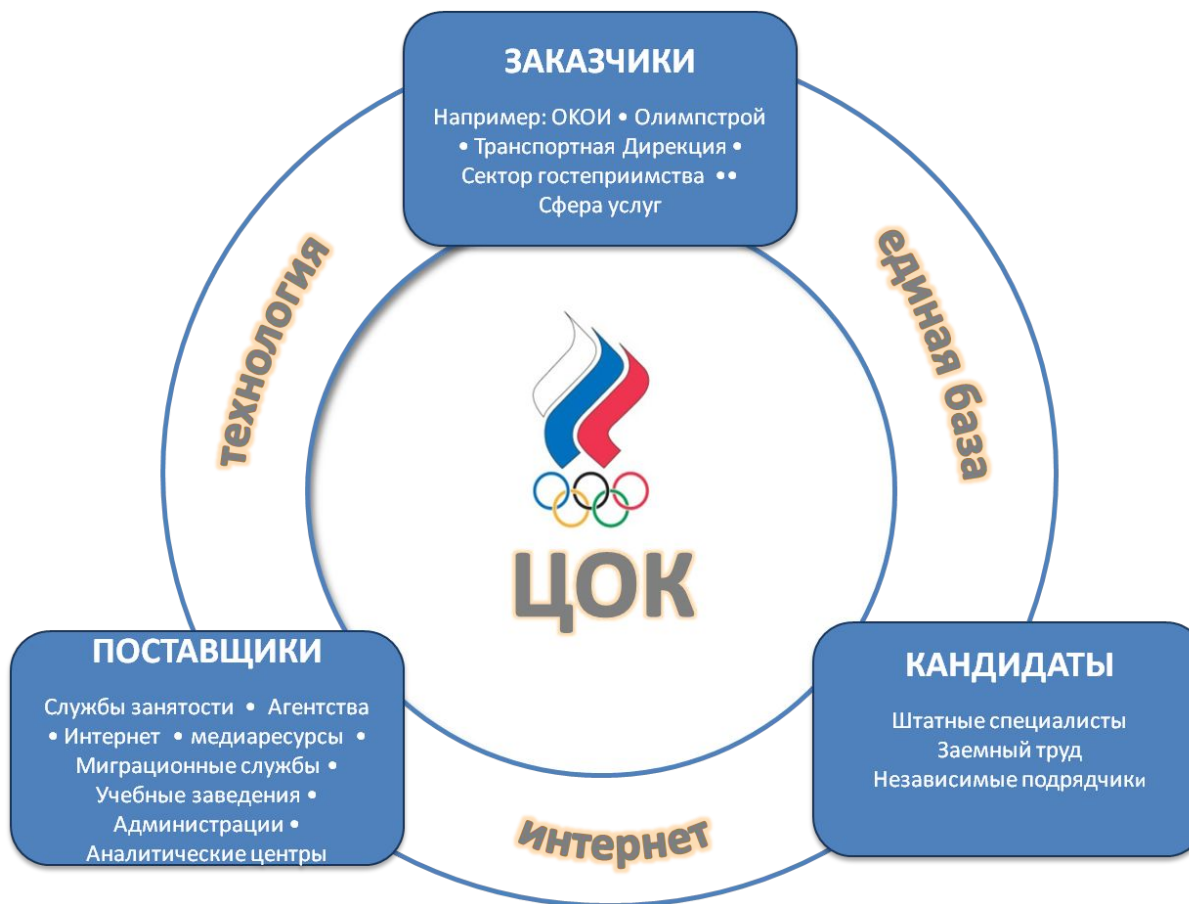 ЗАКАЗЧИКИ
Например: ОКОИ • Олимпстрой
• Транспортная Дирекция •
Сектор гостеприимства ••
Сфера услуг
технология
единая база
ЦОК
ПОСТАВЩИКИ
Службы занятости • Агентства
• Интернет • медиаресурсы •
Миграционные службы •
Учебные заведения •
Администрации •
Аналитические центры
КАНДИДАТЫ
Штатные специалисты
Заемный труд
Независимые подрядчики
интернет